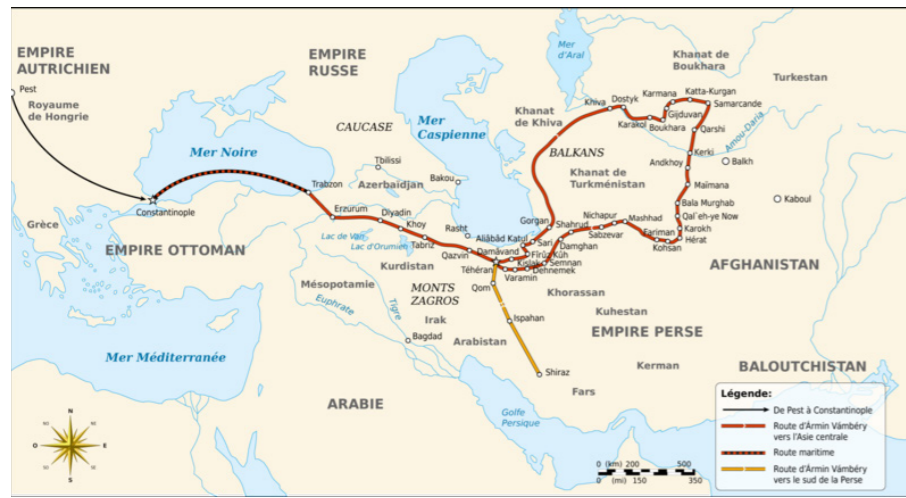 EMPIRE
AUTRICHIEN
Pest
Royaume
de Hongrie
EMPIRE
RUSSE
Mer
d'Aral
Khanat de
Boukhara
Turkestan
CAUCASE
Mer
Caspienne
Khanat
de Khiva
Khiva
Dostyk
Karmana
Katta-Kurgan
Samarcande
Gijduvan
Karakol
Boukhara
Qarshi
Amou-Daria
Mer Noire
Tbilissi
Bakou
Azerbaïdjan
BALKANS
Khanat de
Turkménistan
Kerki
Andkhoy
Balkh
Maïmana
Kaboul
Bala Murghab
Qal'eh-ye Now
Karokh
Hérat
Constantinople
Trabzon
Erzurum
Diyadin
Khoy
Tabriz
Rasht
Qazvin
Gorgan
Shahrud
Nichapur
Mashhad
Aliâbâd Katul
Sari
Sabzevar
Fariman
Kohsan
Damghan
Damâvand
Fîrûz Kûh
Kislak
Semnan
Téhéran
Dehnemek
Varamin
Qom
Grèce
EMPIRE OTTOMAN
Lac de Van
Lac d'Orumieh
Kurdistan
AFGHANISTAN
Mésopotamie
MONTS
ZAGROS
Khorassan
Euphrate
Tigre
Irak
Ispahan
Kuhestan
EMPIRE PERSE
Bagdad
Arabistan
Mer Méditerranée
Shiraz
Kerman
BALOUTCHISTAN
Fars
ARABIE
Golfe
Persique
Légende:
De Pest à Constantinople
Route d'Ármin Vámbéry
vers l'Asie centrale
Route maritime
Route d'Ármin Vámbéry
vers le sud de la Perse
N
O
E
S
0 (km) 200 500
0 (mi) 150 350